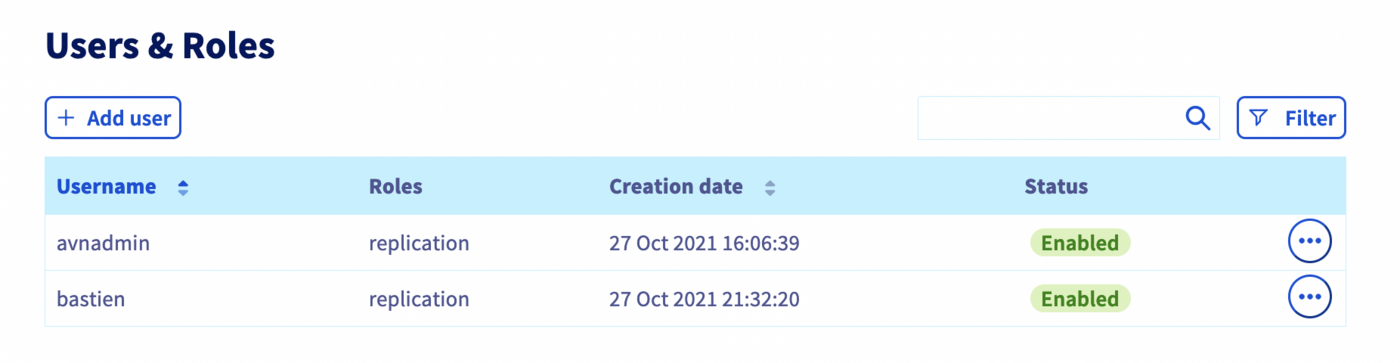 Users & Roles
+ Add user
Filter
Username Roles Creation date Status
avnadmin replication 27 Oct 2021 16:06:39 Enabled
bastien replication 27 Oct 2021 21:32:20 Enabled